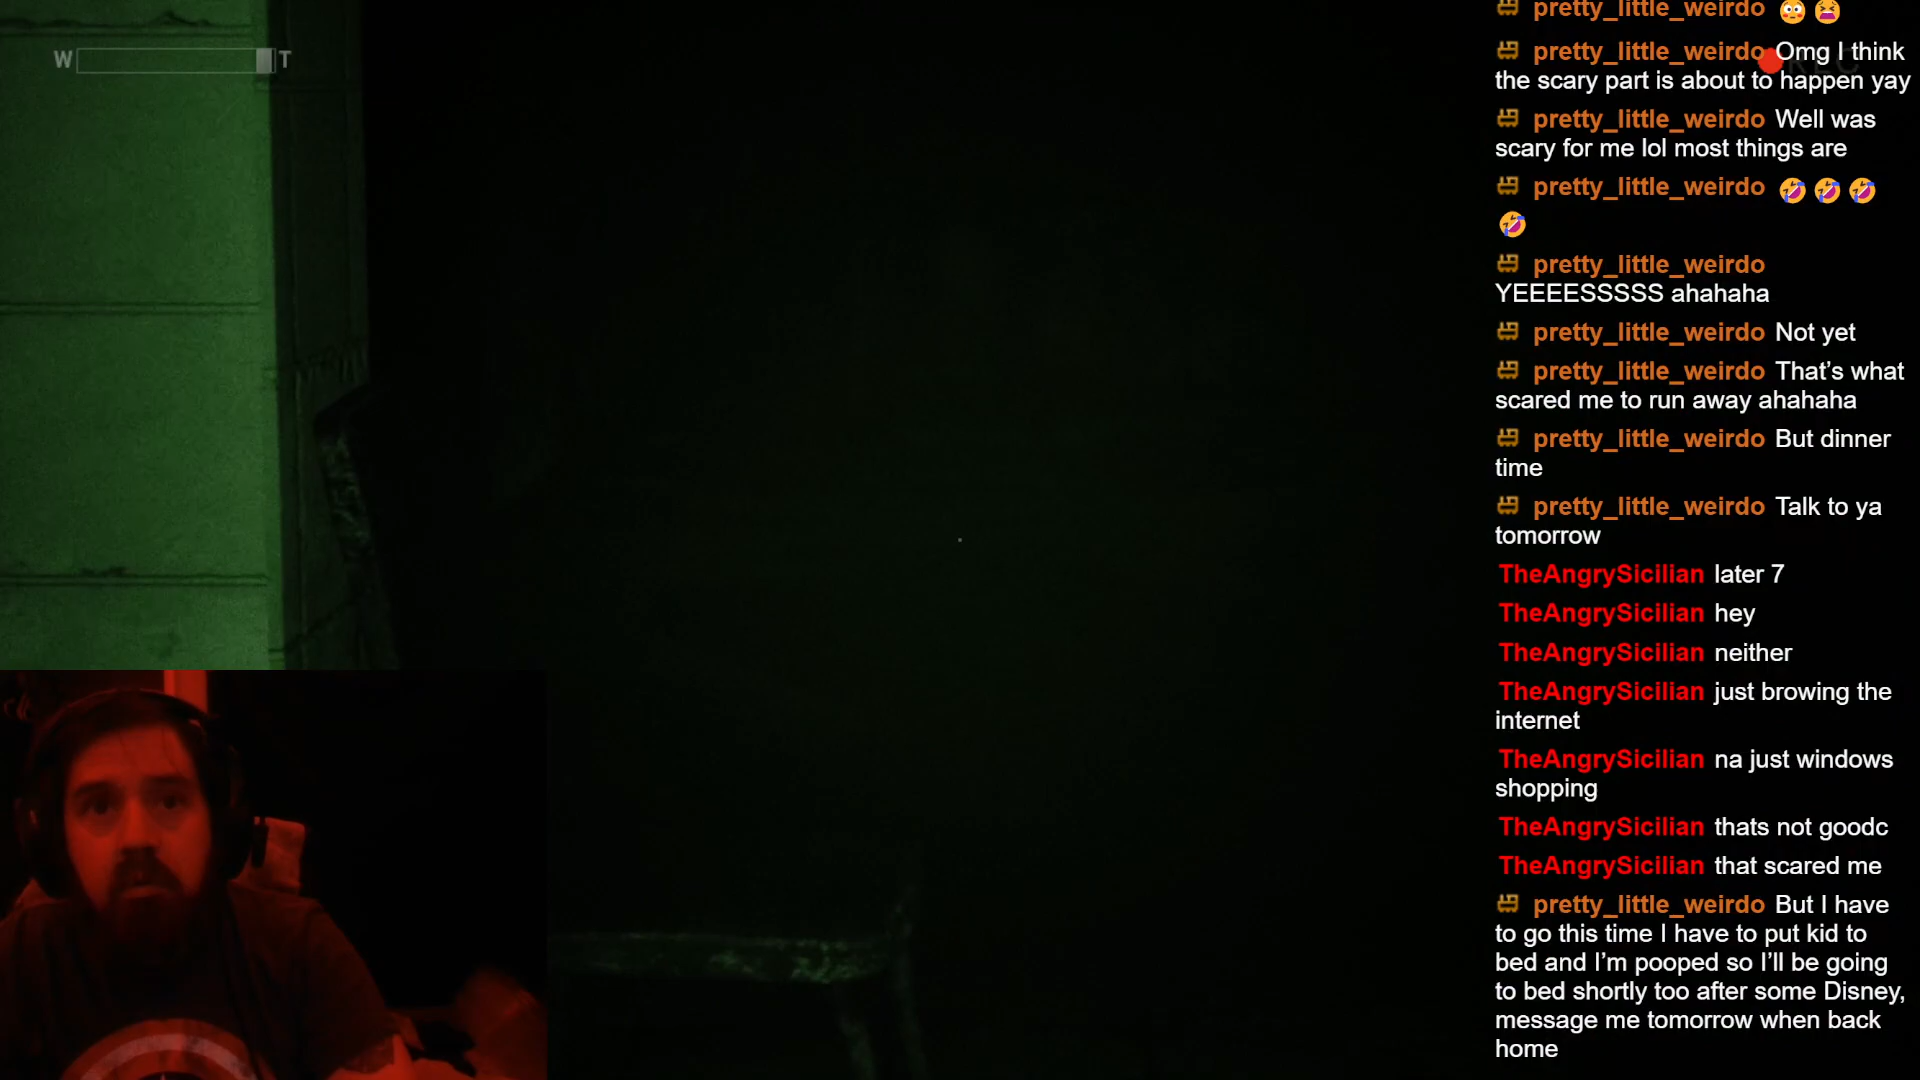 pretty_little_weirdo 😳 😫
W T
pretty_little_weirdo Omg I think
the scary part is about to happen yay
REC
pretty_little_weirdo Well was
scary for me lol most things are
pretty_little_weirdo 🤣 🤣 🤣
🤣
pretty_little_weirdo
YEEEESSSSS ahahaha
pretty_little_weirdo Not yet
pretty_little_weirdo That's what
scared me to run away ahahaha
pretty_little_weirdo But dinner
time
pretty_little_weirdo Talk to ya
tomorrow
TheAngrySicilian later 7
TheAngrySicilian hey
TheAngrySicilian neither
TheAngrySicilian just browing the
internet
TheAngrySicilian na just windows
shopping
TheAngrySicilian thats not goodc
TheAngrySicilian that scared me
pretty_little_weirdo But I have
to go this time I have to put kid to
bed and I'm pooped so I'll be going
to bed shortly too after some Disney,
message me tomorrow when back
home